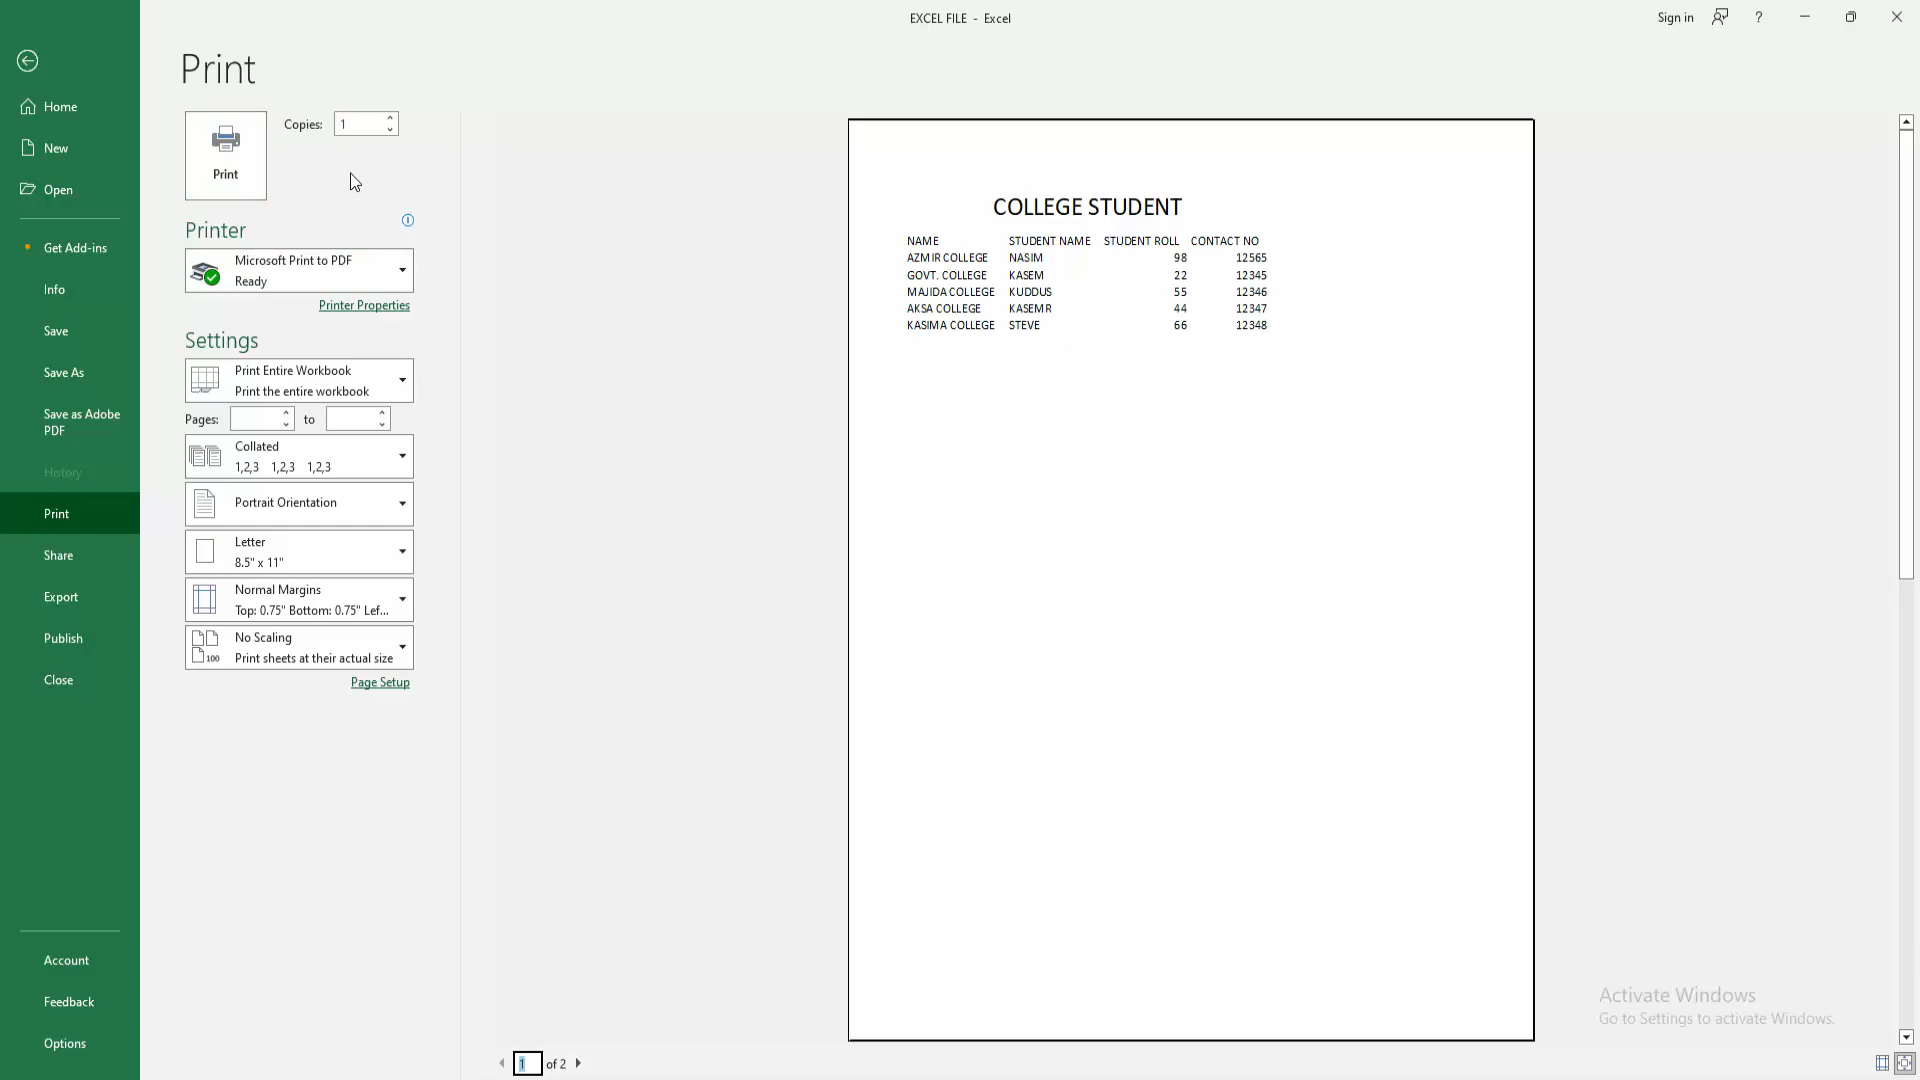 EXCEL FILE - Excel
Sign in
?
Print
Home
New
Open
Get Add-ins
Info
Save
Save As
Save as Adobe
PDF
History
Print
Share
Export
Publish
Close
Account
Feedback
Options
Print
Copies: 1
Printer
Microsoft Print to PDF
Ready
Printer Properties
Settings
Print Entire Workbook
Print the entire workbook
Pages: to
Collated
1,2,3 1,2,3 1,2,3
Portrait Orientation
Letter
8.5" x 11"
Normal Margins
Top: 0.75" Bottom: 0.75" Lef...
No Scaling
100 Print sheets at their actual size
Page Setup
COLLEGE STUDENT
NAME STUDENT NAME STUDENT ROLL CONTACT NO
AZMIR COLLEGE NASIM 98 12565
GOVT. COLLEGE KASEM 22 12345
MAJIDA COLLEGE KUDDUS 55 12346
AKSA COLLEGE KASEMR 44 12347
KASIMA COLLEGE STEVE 66 12348
Activate Windows
Go to Settings to activate Windows.
1 of 2